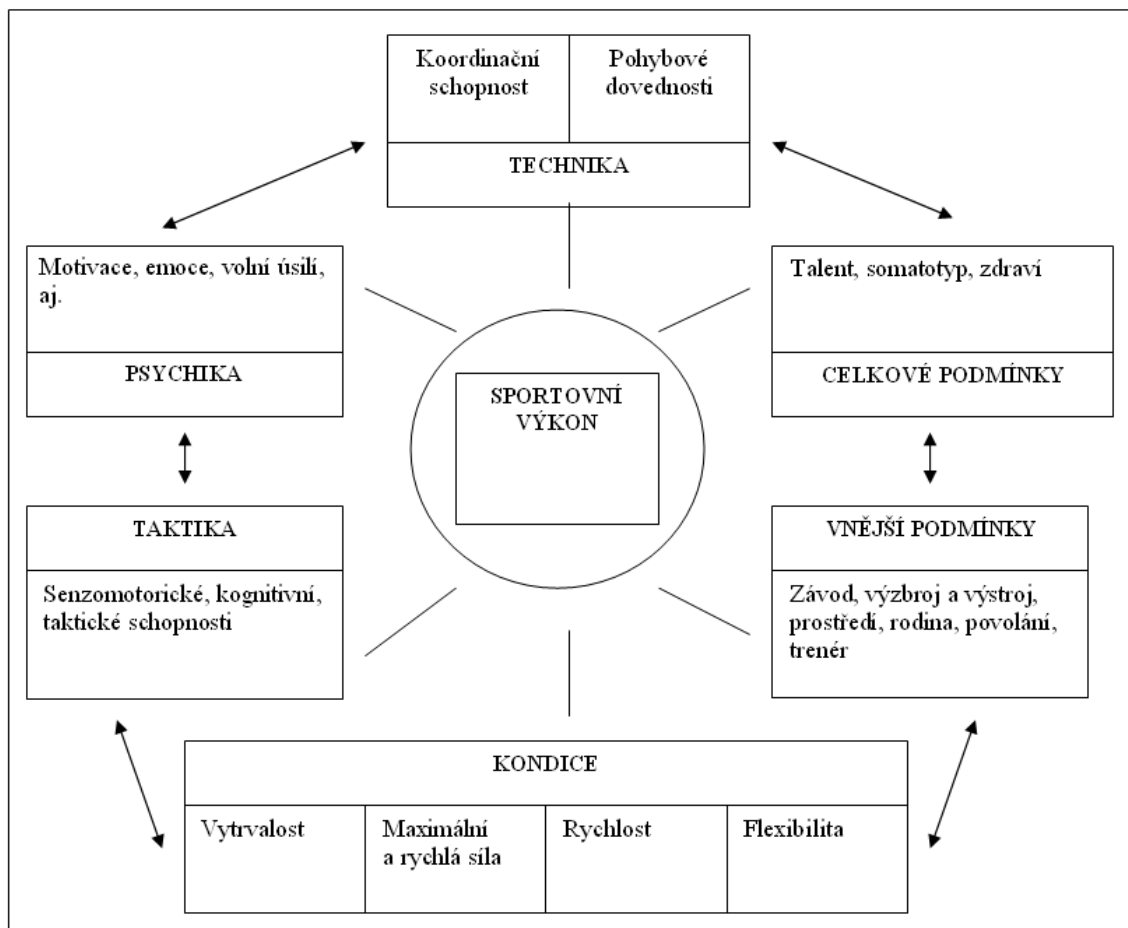 Koordinační
schopnost
Pohybové
dovednosti
TECHNIKA
Motivace, emoce, volní úsilí,
aj.
PSYCHIKA
Talent, somatotyp, zdraví
CELKOVÉ PODMÍNKY
SPORTOVNÍ
VÝKON
TAKTIKA
Senzomotorické, kognitivní,
taktické schopnosti
VNĚJŠÍ PODMÍNKY
Závod, výzbroj a výstroj,
prostředí, rodina, povolání,
trenér
KONDICE
Vytrvalost
Maximální
a rychlá síla
Rychlost
Flexibilita